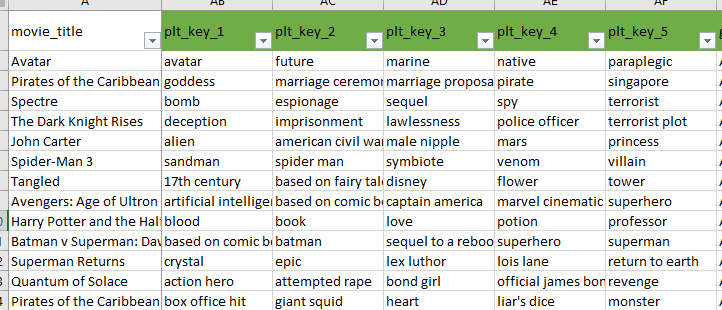 A AB AC AD AE AF
movie_title plt_key_1 plt_key_2 plt_key_3 plt_key_4 plt_key_5
Avatar avatar future marine native paraplegic
Pirates of the Caribbean goddess marriage ceremo marriage proposa pirate singapore
Spectre bomb espionage sequel spy terrorist
The Dark Knight Rises deception imprisonment lawlessness police officer terrorist plot
John Carter alien american civil wa male nipple mars princess
Spider-Man 3 sandman spider man symbiote venom villain
Tangled 17th century based on fairy tal disney flower tower
Avengers: Age of Ultron artificial intellige based on comic b captain america marvel cinematic superhero
Harry Potter and the Hal blood book love potion professor
Batman v Superman: Da based on comic b batman sequel to a reboo superhero superman
Superman Returns crystal epic lex luthor lois lane return to earth
Quantum of Solace action hero attempted rape bond girl official james bon revenge
Pirates of the Caribbean box office hit giant squid heart liar's dice monster